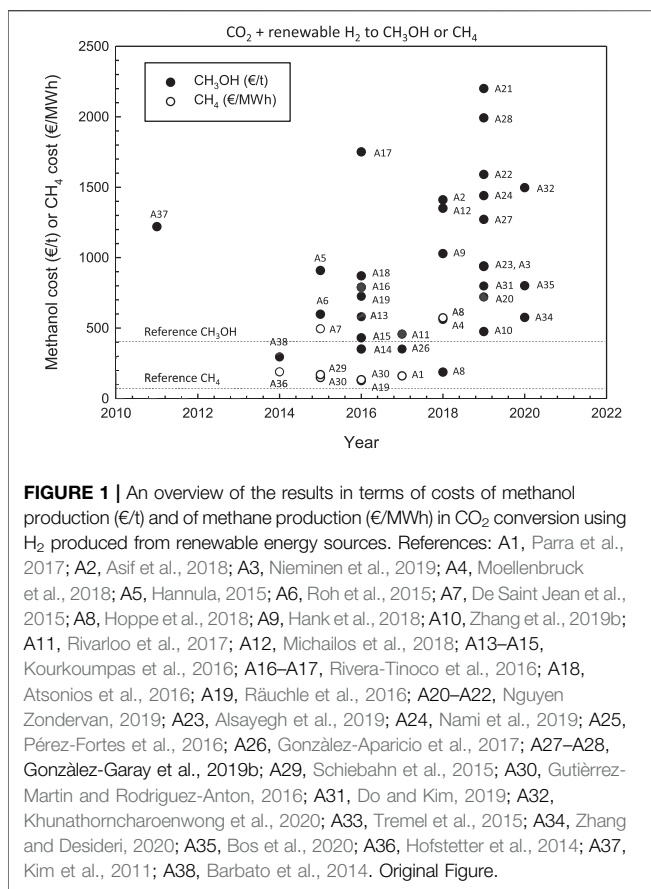 CO₂ + renewable H₂ to CH₃OH or CH₄
2500
2000
1500
1000
500
0
Methanol cost (€/t) or CH₄ cost (€/MWh)
CH₃OH (€/t)
CH₄ (€/MWh)
A21
A28
A17
A22
A2
A24
A32
A12
A37
A27
A9
A5
A23, A3
A18
A16
A31
A35
A19
A20
A6
A13
A8
A7
A11
A4
A34
A10
Reference CH₃OH
A38
A15
A14
A26
A29
Reference CH₄
A30
A1
A8
A36
A30
A19
2010
2012
2014
2016
2018
2020
2022
Year
FIGURE 1 | An overview of the results in terms of costs of methanol
production (€/t) and of methane production (€/MWh) in CO₂ conversion using
H₂ produced from renewable energy sources. References: A1, Parra et al.,
2017; A2, Asif et al., 2018; A3, Nieminen et al., 2019; A4, Moellenbruck
et al., 2018; A5, Hannula, 2015; A6, Roh et al., 2015; A7, De Saint Jean et al.,
2015; A8, Hoppe et al., 2018; A9, Hank et al., 2018; A10, Zhang et al., 2019b;
A11, Rivarloo et al., 2017; A12, Michailos et al., 2018; A13–A15,
Kourkoumpas et al., 2016; A16–A17, Rivera-Tinoco et al., 2016; A18,
Atsonios et al., 2016; A19, Räuchle et al., 2016; A20–A22, Nguyen
Zondervan, 2019; A23, Alsayegh et al., 2019; A24, Nami et al., 2019; A25,
Pérez-Fortes et al., 2016; A26, Gonzàlez-Aparicio et al., 2017; A27–A28,
Gonzàlez-Garay et al., 2019b; A29, Schiebahn et al., 2015; A30, Gutièrrez-
Martin and Rodriguez-Anton, 2016; A31, Do and Kim, 2019; A32,
Khunathorncharoenwong et al., 2020; A33, Tremel et al., 2015; A34, Zhang
and Desideri, 2020; A35, Bos et al., 2020; A36, Hofstetter et al., 2014; A37,
Kim et al., 2011; A38, Barbato et al., 2014. Original Figure.